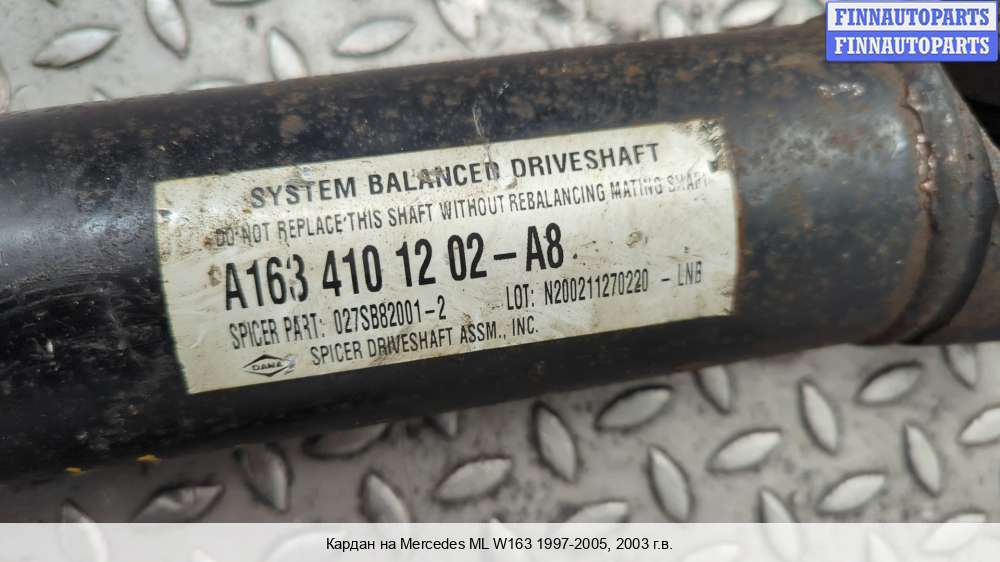 FINNAUTOPARTS
FINNAUTOPARTS
SYSTEM BALANCED DRIVESHAFT
DO NOT REPLACE THIS SHAFT WITHOUT REBALANCING MATING SHAFT
A163 410 12 02-A8
SPICER PART: 027SB82001-2 LOT: N200211270220 - LNB
DANA SPICER DRIVESHAFT ASSM., INC.
Кардан на Mercedes ML W163 1997-2005, 2003 г.в.